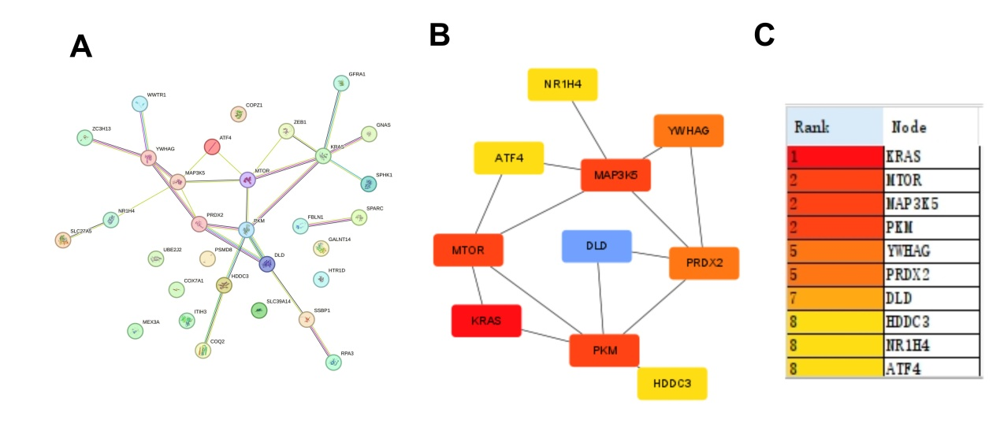 A
B
C
GFRA1
WWTR1
COPZ1
ZEB1
GNAS
ZC3H13
ATF4
YWHAG
KRAS
MAP3K5
MTOR
SPHK1
NR1H4
PRDX2
PKM
FBLN1
SPARC
SLC27A5
UBE2J2
PSMD8
GALNT14
DLD
COX7A1
HDDC3
HTR1D
SLC39A14
MEX3A
ITIH3
SSBP1
COQ2
RPA3
NR1H4
YWHAG
ATF4
MAP3K5
MTOR
DLD
PRDX2
KRAS
PKM
HDDC3
Rank Node
1 KRAS
2 MTOR
2 MAP3K5
2 PKM
5 YWHAG
5 PRDX2
7 DLD
8 HDDC3
8 NR1H4
8 ATF4